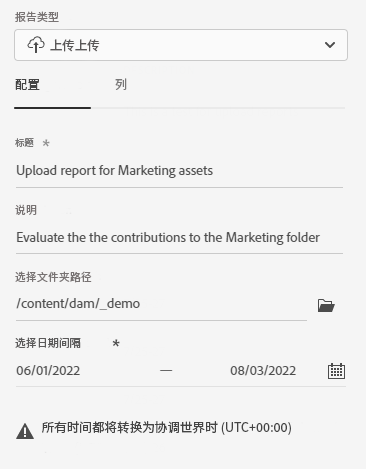 报告类型
上传上传
配置 列
标题 *
Upload report for Marketing assets
说明
Evaluate the the contributions to the Marketing folder
选择文件夹路径
/content/dam/_demo
选择日期间隔 *
06/01/2022 — 08/03/2022
所有时间都将转换为协调世界时 (UTC+00:00)